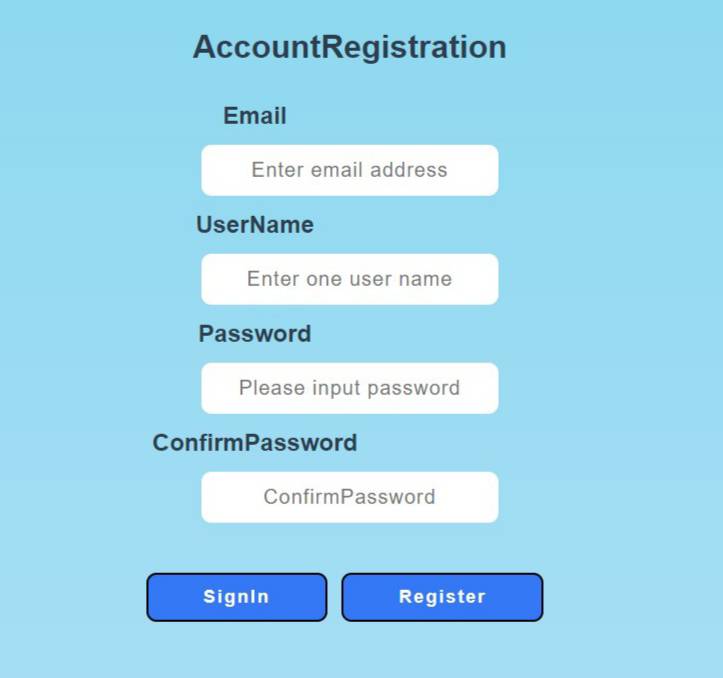 AccountRegistration
Email
Enter email address
UserName
Enter one user name
Password
Please input password
ConfirmPassword
ConfirmPassword
SignIn Register